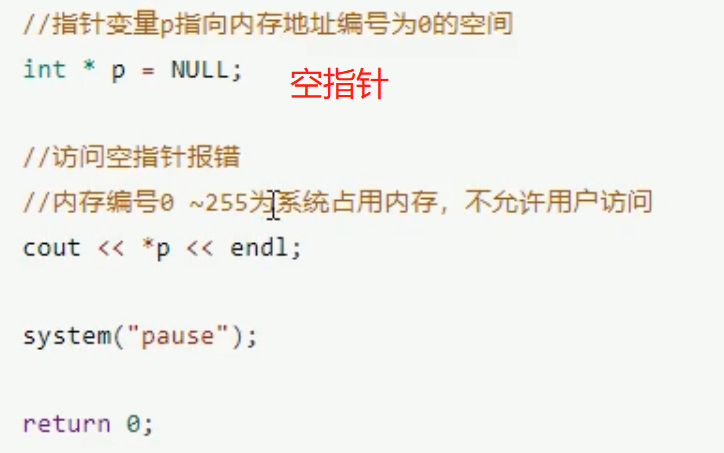 //指针变量p指向内存地址编号为0的空间
int * p = NULL;
空指针
//访问空指针报错
//内存编号0 ~255为系统占用内存，不允许用户访问
cout << *p << endl;
system("pause");
return 0;